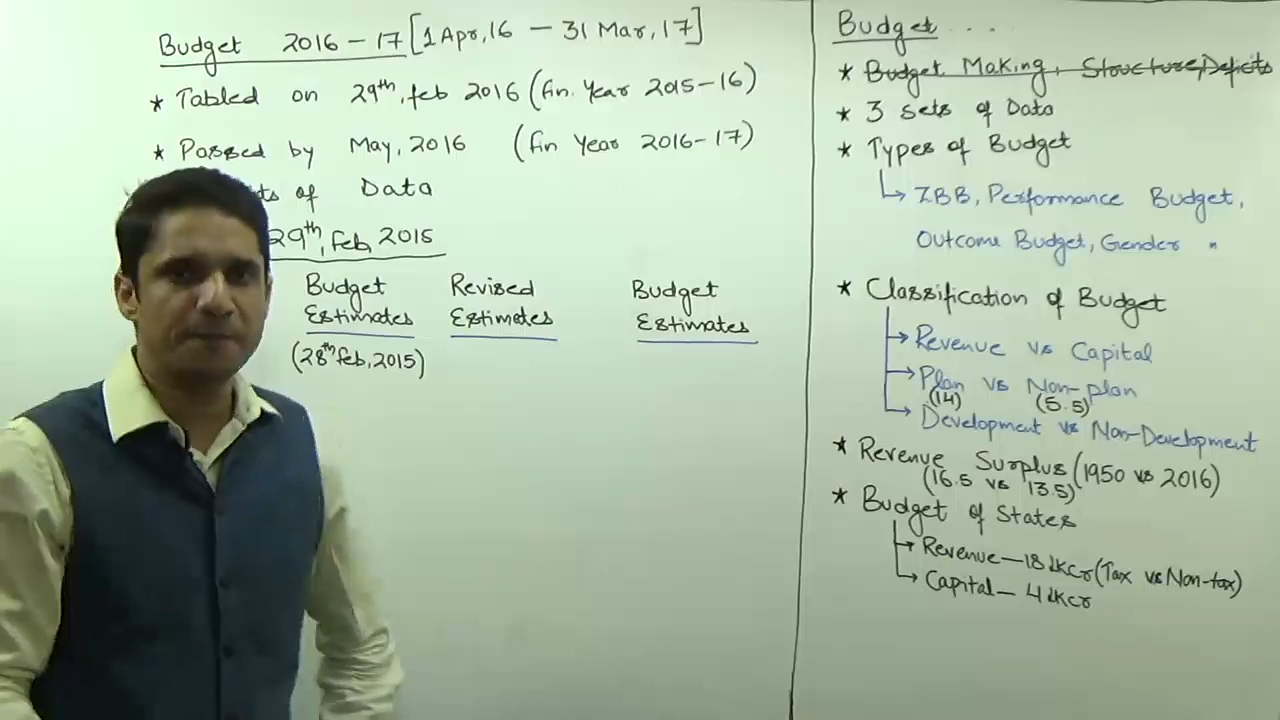 Budget 2016 - 17 [1 Apr, 16 - 31 Mar, 17]
* Tabled on 29th, feb 2016 (fin. Year 2015-16)
* Passed by May, 2016 (fin Year 2016-17)
ts of Data
29th, Feb, 2015
Budget Revised Budget
Estimates Estimates Estimates
(28th feb, 2015)
Budget ....
* Budget Making, Structure, Deficits
* 3 Sets of Data
* Types of Budget
↳ ZBB, Performance Budget,
Outcome Budget, Gender "
* Classification of Budget
→ Revenue vs Capital
→ Plan vs Non-plan
(14) (5.5)
→ Development vs Non-Development
* Revenue Surplus (1950 vs 2016)
(16.5 vs 13.5)
* Budget of States
→ Revenue - 18 LKCr (Tax vs Non-tax)
→ Capital - 4 LKCr